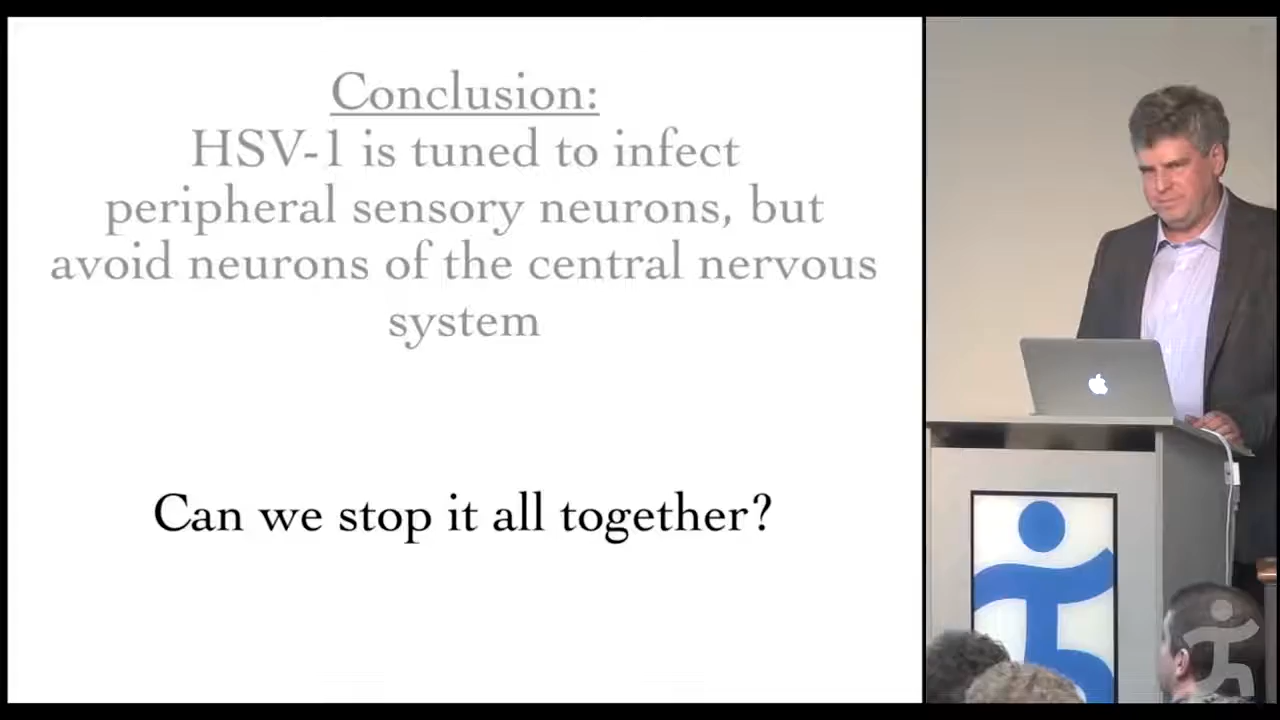 Conclusion:
HSV-1 is tuned to infect
peripheral sensory neurons, but
avoid neurons of the central nervous
system
Can we stop it all together?